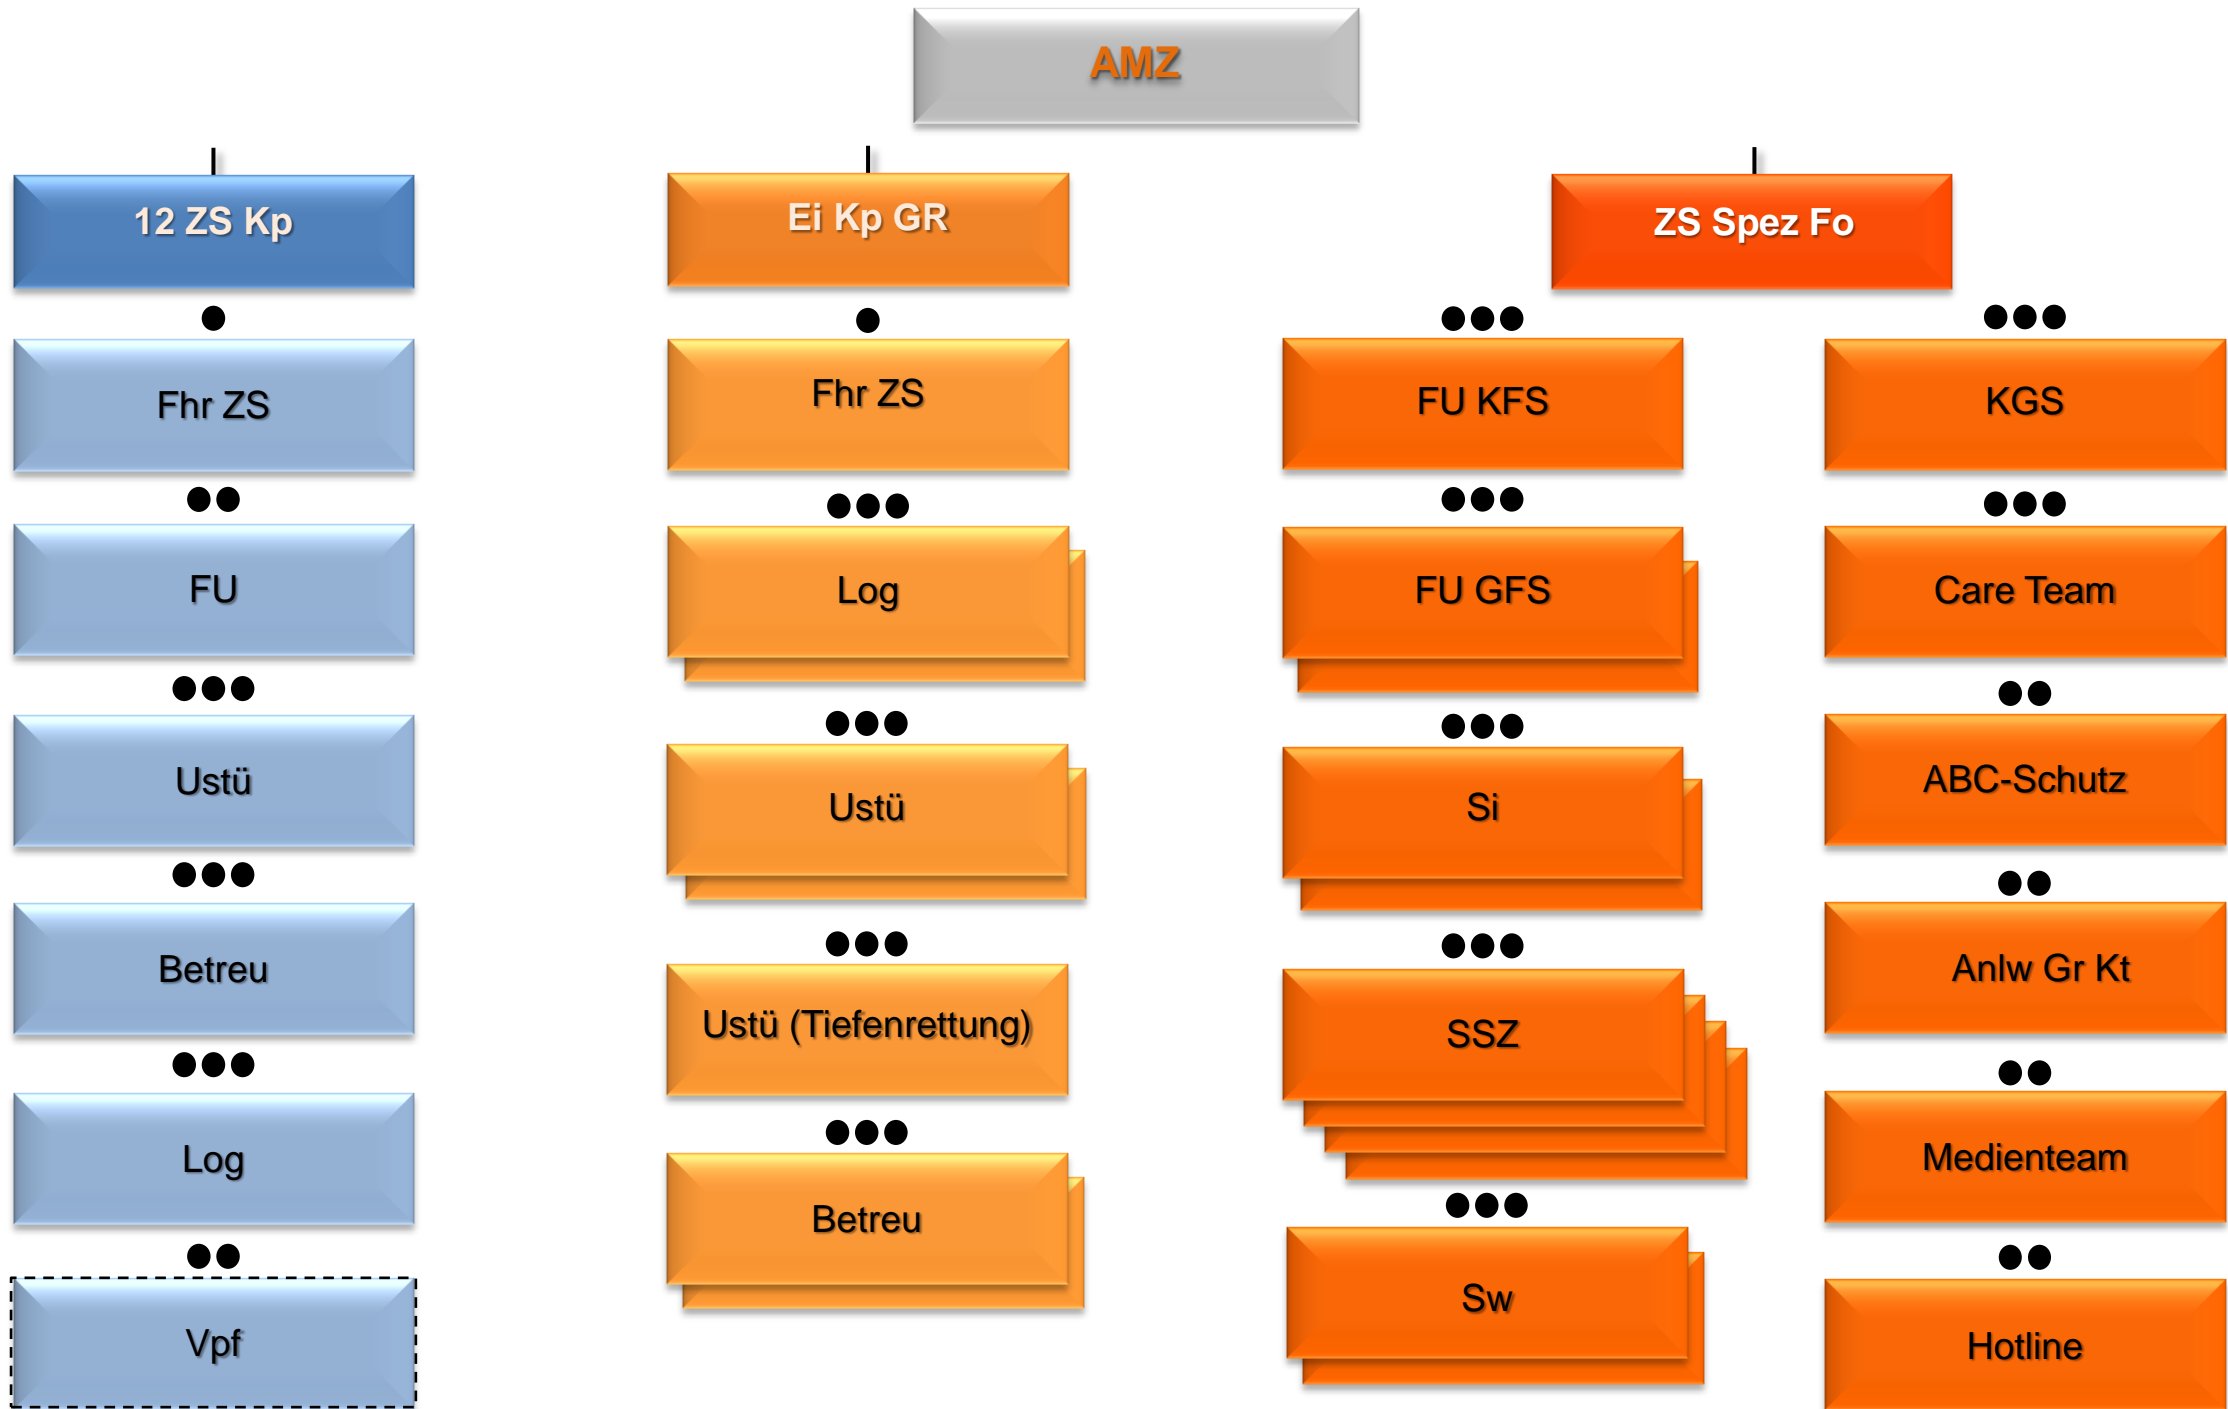 AMZ
12 ZS Kp
Fhr ZS
FU
Ustü
Betreu
Log
Vpf
Ei Kp GR
Fhr ZS
Log
Ustü
Ustü (Tiefenrettung)
Betreu
ZS Spez Fo
FU KFS
FU GFS
Si
SSZ
Sw
KGS
Care Team
ABC-Schutz
Anlw Gr Kt
Medienteam
Hotline